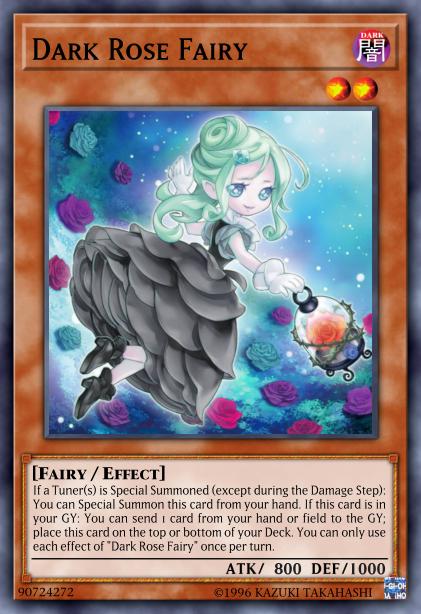 DARK ROSE FAIRY
DARK
闇
[FAIRY / EFFECT]
If a Tuner(s) is Special Summoned (except during the Damage Step):
You can Special Summon this card from your hand. If this card is in
your GY: You can send 1 card from your hand or field to the GY;
place this card on the top or bottom of your Deck. You can only use
each effect of "Dark Rose Fairy" once per turn.
ATK/ 800 DEF/1000
90724272
©1996 KAZUKI TAKAHASHI